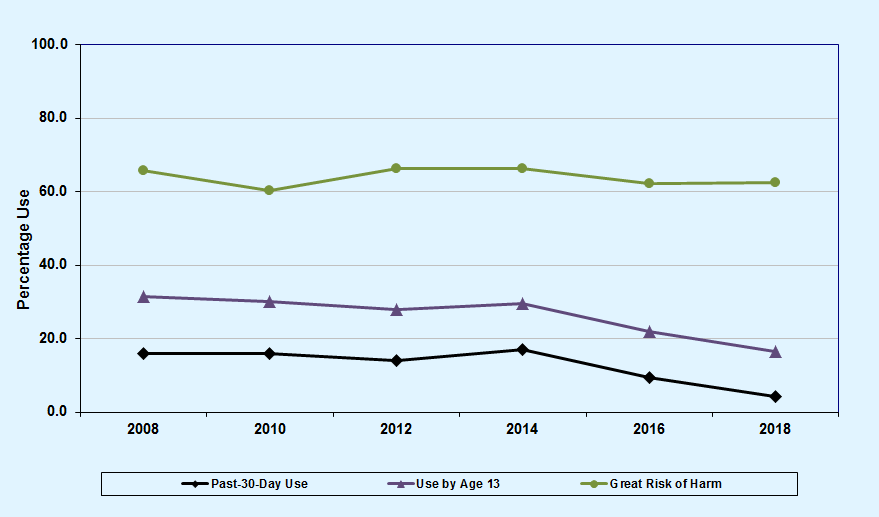 100.0
80.0
60.0
40.0
20.0
0.0
Percentage Use
2008 2010 2012 2014 2016 2018
Past-30-Day Use Use by Age 13 Great Risk of Harm